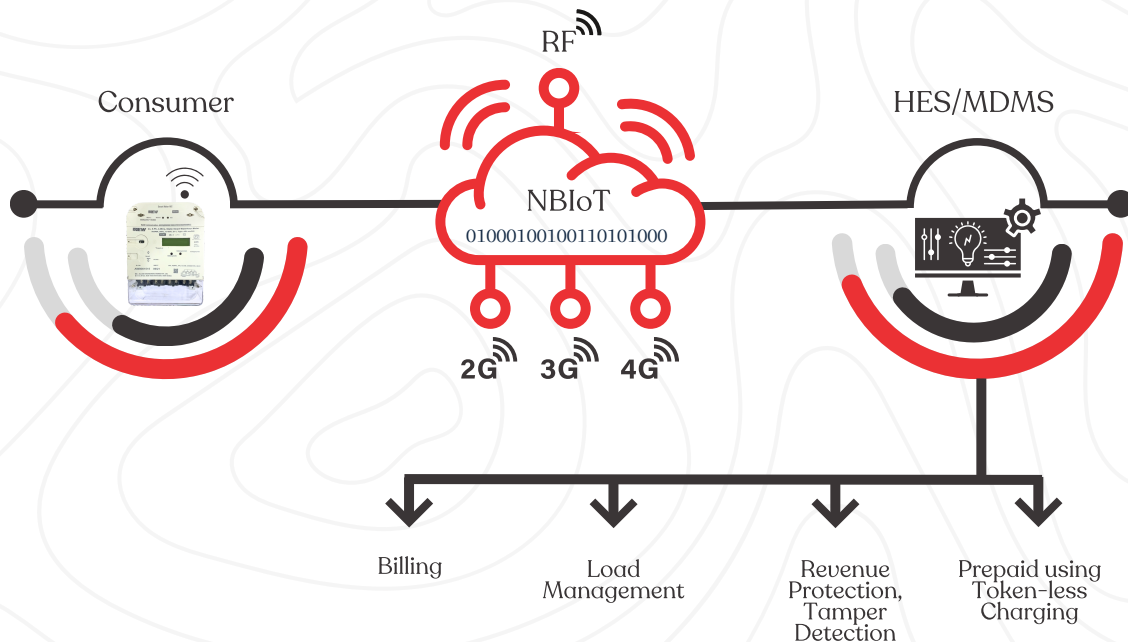 RF
Consumer
HES/MDMS
NBIoT
01000100100110101000
2G
3G
4G
Billing
Load
Management
Revenue
Protection,
Tamper
Detection
Prepaid using
Token-less
Charging